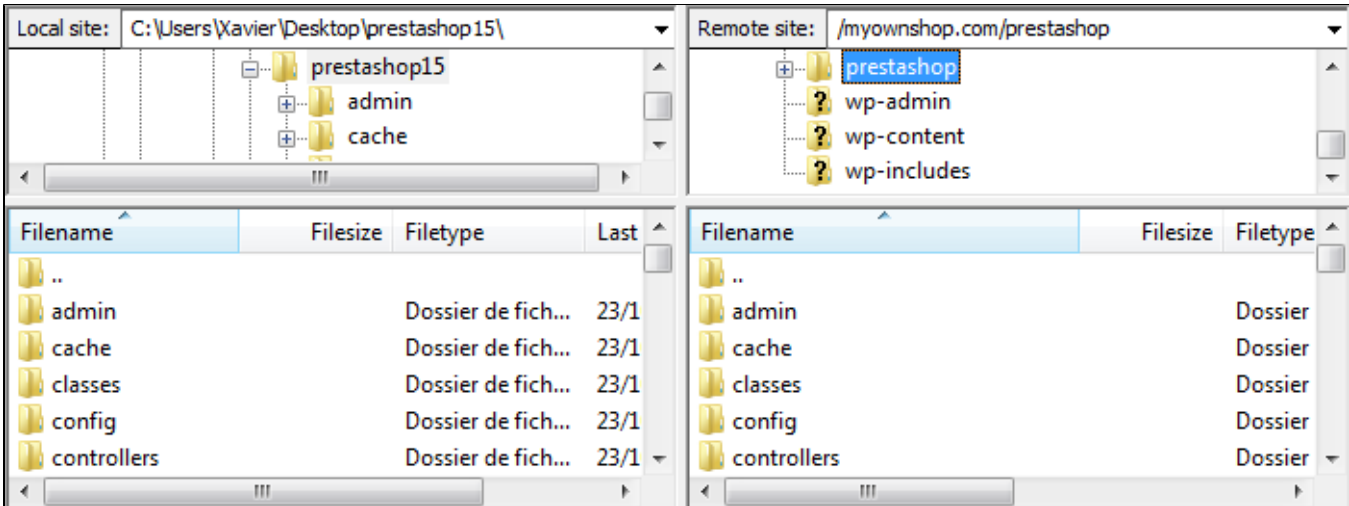 Local site: C:\Users\Xavier\Desktop\prestashop15\
prestashop15
admin
cache
Filename Filesize Filetype Last
..
admin Dossier de fich... 23/1
cache Dossier de fich... 23/1
classes Dossier de fich... 23/1
config Dossier de fich... 23/1
controllers Dossier de fich... 23/1
Remote site: /myownshop.com/prestashop
prestashop
wp-admin
wp-content
wp-includes
Filename Filesize Filetype
..
admin Dossier
cache Dossier
classes Dossier
config Dossier
controllers Dossier